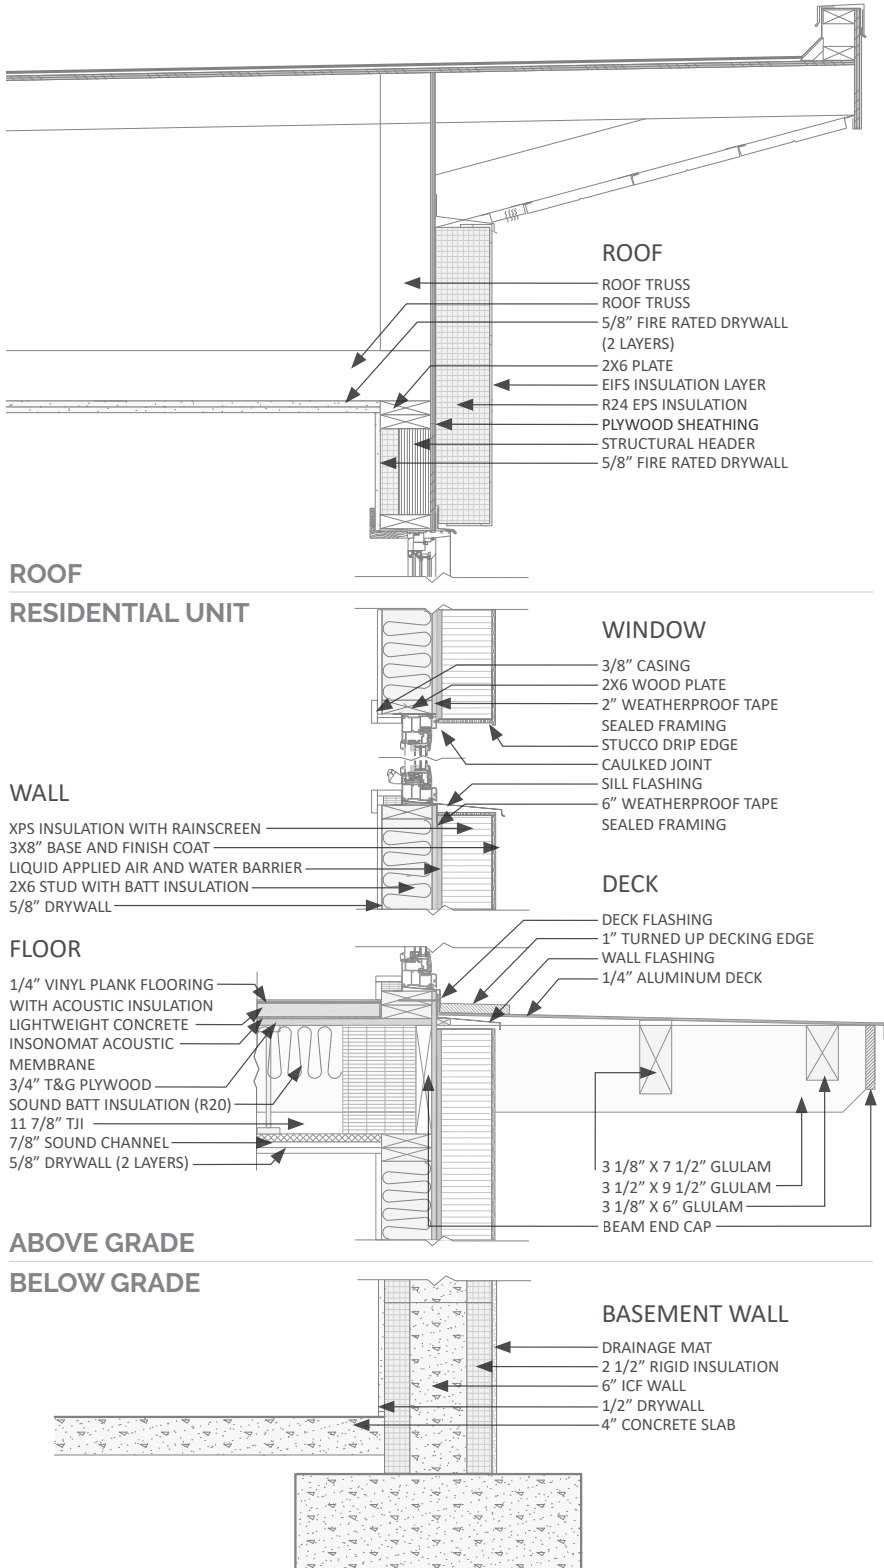 ROOF
ROOF TRUSS
ROOF TRUSS
5/8” FIRE RATED DRYWALL
(2 LAYERS)
2X6 PLATE
EIFS INSULATION LAYER
R24 EPS INSULATION
PLYWOOD SHEATHING
STRUCTURAL HEADER
5/8” FIRE RATED DRYWALL
ROOF
RESIDENTIAL UNIT
WINDOW
3/8” CASING
2X6 WOOD PLATE
2” WEATHERPROOF TAPE
SEALED FRAMING
STUCCO DRIP EDGE
CAULKED JOINT
SILL FLASHING
6” WEATHERPROOF TAPE
SEALED FRAMING
WALL
XPS INSULATION WITH RAINSCREEN
3X8” BASE AND FINISH COAT
LIQUID APPLIED AIR AND WATER BARRIER
2X6 STUD WITH BATT INSULATION
5/8” DRYWALL
DECK
DECK FLASHING
1” TURNED UP DECKING EDGE
WALL FLASHING
1/4” ALUMINUM DECK
FLOOR
1/4” VINYL PLANK FLOORING
WITH ACOUSTIC INSULATION
LIGHTWEIGHT CONCRETE
INSONOMAT ACOUSTIC
MEMBRANE
3/4” T&G PLYWOOD
SOUND BATT INSULATION (R20)
11 7/8” TJI
7/8” SOUND CHANNEL
5/8” DRYWALL (2 LAYERS)
3 1/8” X 7 1/2” GLULAM
3 1/2” X 9 1/2” GLULAM
3 1/8” X 6” GLULAM
BEAM END CAP
ABOVE GRADE
BELOW GRADE
BASEMENT WALL
DRAINAGE MAT
2 1/2” RIGID INSULATION
6” ICF WALL
1/2” DRYWALL
4” CONCRETE SLAB